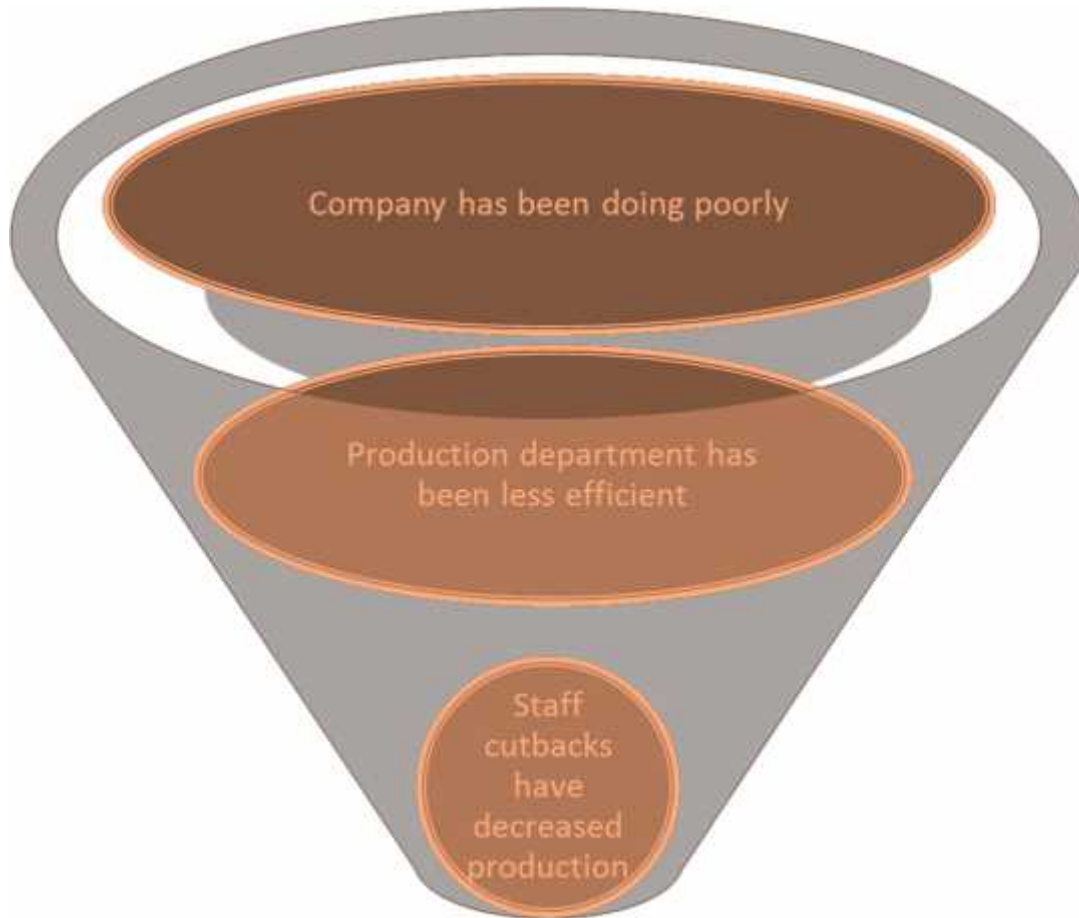 Company has been doing poorly
Production department has
been less efficient
Staff
cutbacks
have
decreased
production